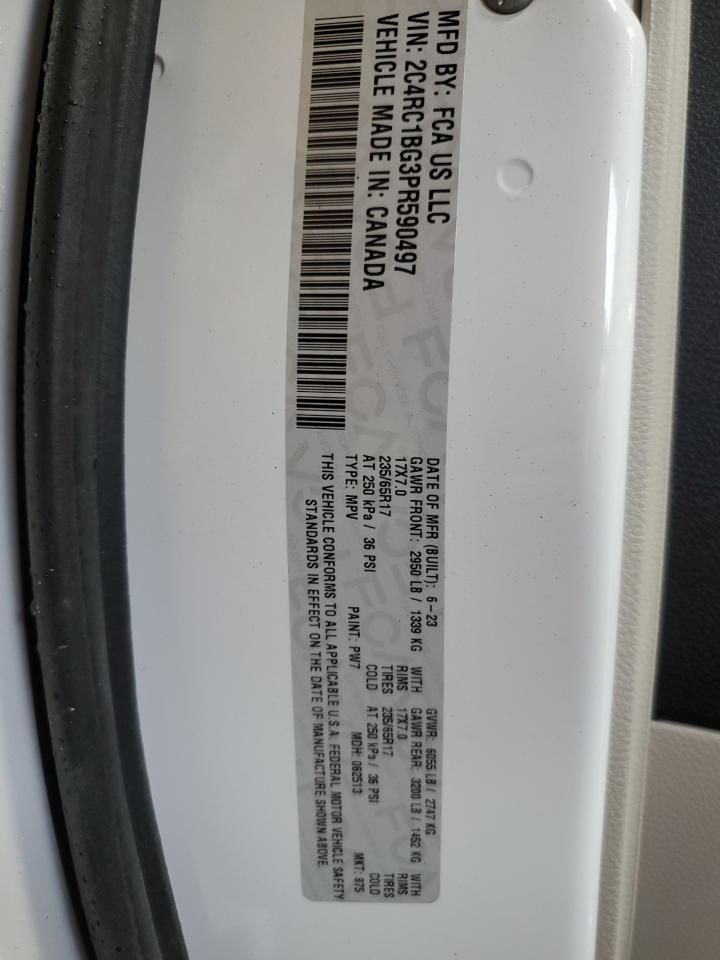 MFD BY: FCA US LLC
VIN: 2C4RC1BG3PR590497
VEHICLE MADE IN: CANADA
DATE OF MFR (BUILT): 6-23 GVWR: 6055 LB / 2747 KG
GAWR FRONT: 2950 LB / 1339 KG WITH GAWR REAR: 3200 LB / 1452 KG WITH
17X7.0 RIMS 17X7.0 RIMS
235/65R17 TIRES 235/65R17 TIRES
AT 250 kPa / 36 PSI COLD AT 250 kPa / 36 PSI COLD
TYPE: MPV PAINT: PW7 MDH: 062513 MKT: 875
THIS VEHICLE CONFORMS TO ALL APPLICABLE U.S.A. FEDERAL MOTOR VEHICLE SAFETY
STANDARDS IN EFFECT ON THE DATE OF MANUFACTURE SHOWN ABOVE.